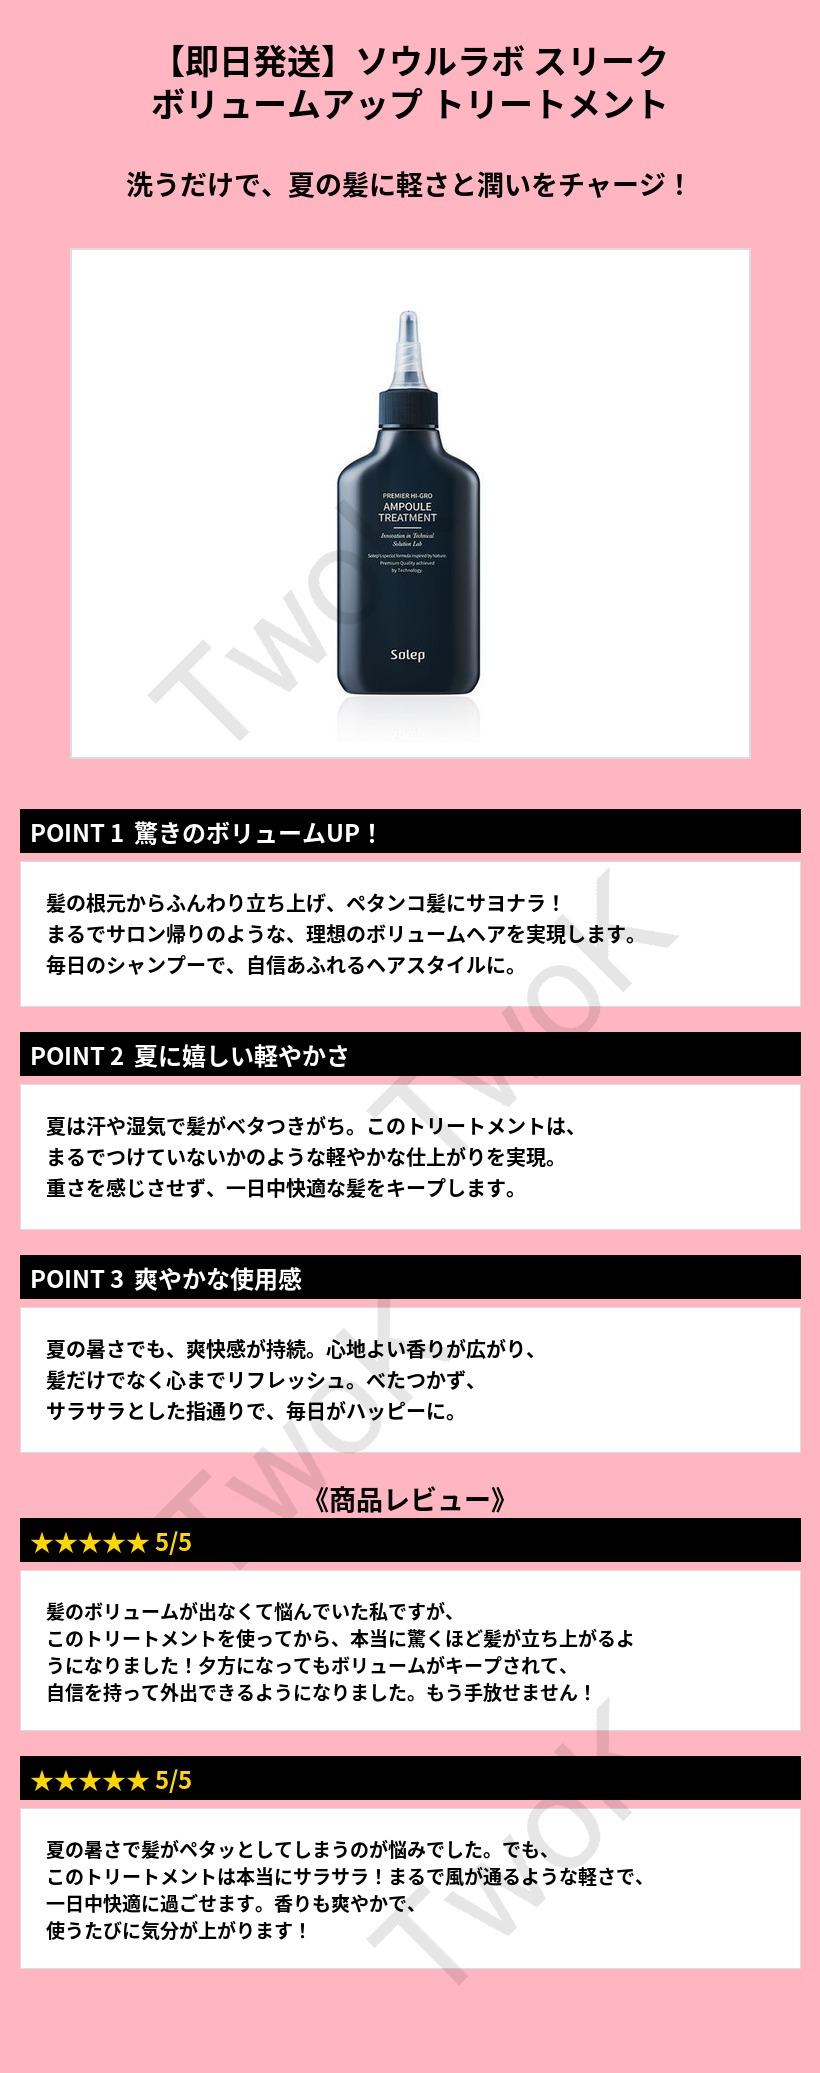 【即日発送】ソウルラボ スリーク
ボリュームアップ トリートメント
洗うだけで、夏の髪に軽さと潤いをチャージ！
PREMIER HI-GRO
AMPOULE
TREATMENT
Innovation in Technical
Solution Lab
Solep's special formula inspired by Nature.
Premium Quality achieved
by Technology.
Solep
TwoK
POINT 1 驚きのボリュームUP！
髪の根元からふんわり立ち上げ、ペタンコ髪にサヨナラ！
まるでサロン帰りのような、理想のボリュームヘアを実現します。
毎日のシャンプーで、自信あふれるヘアスタイルに。
TwoK
POINT 2 夏に嬉しい軽やかさ
夏は汗や湿気で髪がベタつきがち。このトリートメントは、
まるでつけていないかのような軽やかな仕上がりを実現。
重さを感じさせず、一日中快適な髪をキープします。
POINT 3 爽やかな使用感
夏の暑さでも、爽快感が持続。心地よい香りが広がり、
髪だけでなく心までリフレッシュ。べたつかず、
サラサラとした指通りで、毎日がハッピーに。
TwoK
《商品レビュー》
★★★★★ 5/5
髪のボリュームが出なくて悩んでいた私ですが、
このトリートメントを使ってから、本当に驚くほど髪が立ち上がるよ
うになりました！夕方になってもボリュームがキープされて、
自信を持って外出できるようになりました。もう手放せません！
★★★★★ 5/5
夏の暑さで髪がペタッとしてしまうのが悩みでした。でも、
このトリートメントは本当にサラサラ！まるで風が通るような軽さで、
一日中快適に過ごせます。香りも爽やかで、
使うたびに気分が上がります！
TwoK